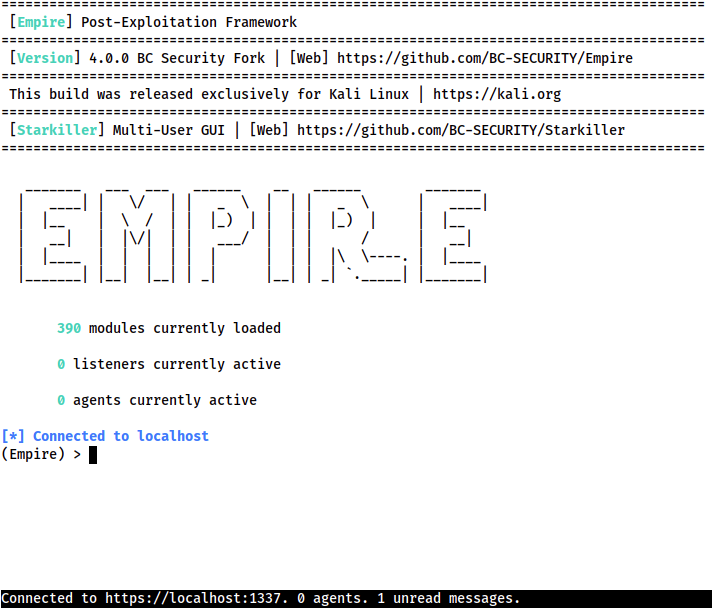 [Empire] Post-Exploitation Framework
[Version] 4.0.0 BC Security Fork | [Web] https://github.com/BC-SECURITY/Empire
This build was released exclusively for Kali Linux | https://kali.org
[Starkiller] Multi-User GUI | [Web] https://github.com/BC-SECURITY/Starkiller
EMPIRE
390 modules currently loaded
0 listeners currently active
0 agents currently active
[*] Connected to localhost
(Empire) >
Connected to https://localhost:1337. 0 agents. 1 unread messages.